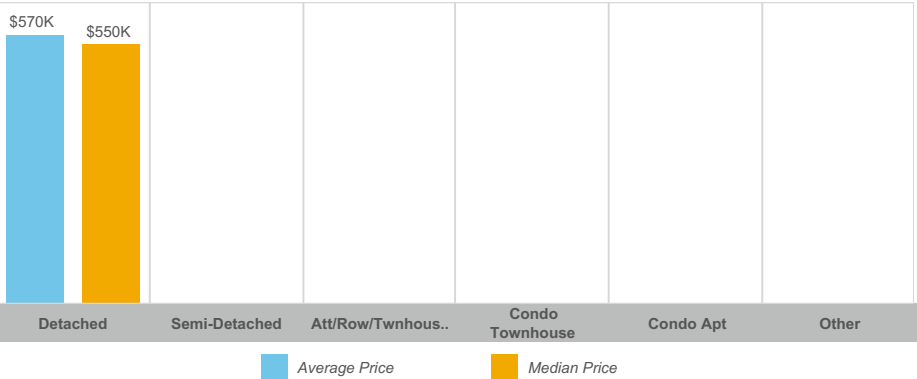 $570K
$550K
Detached
Semi-Detached
Att/Row/Twnhous..
Condo
Townhouse
Condo Apt
Other
Average Price
Median Price